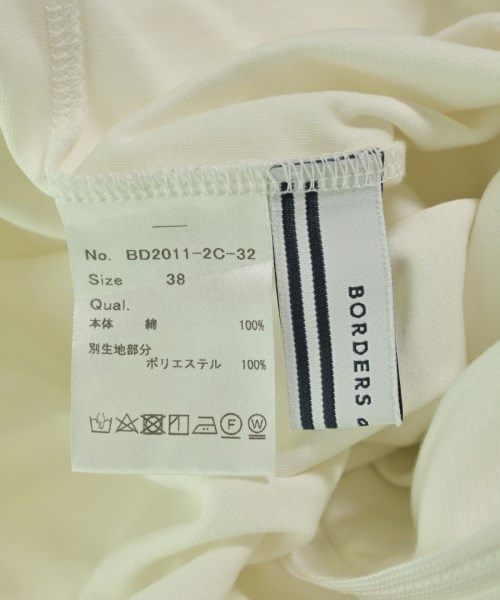 No. BD2011-2C-32
Size 38
Qual.
本体 綿 100%
別生地部分
ポリエステル 100%
F
W
BORDERS